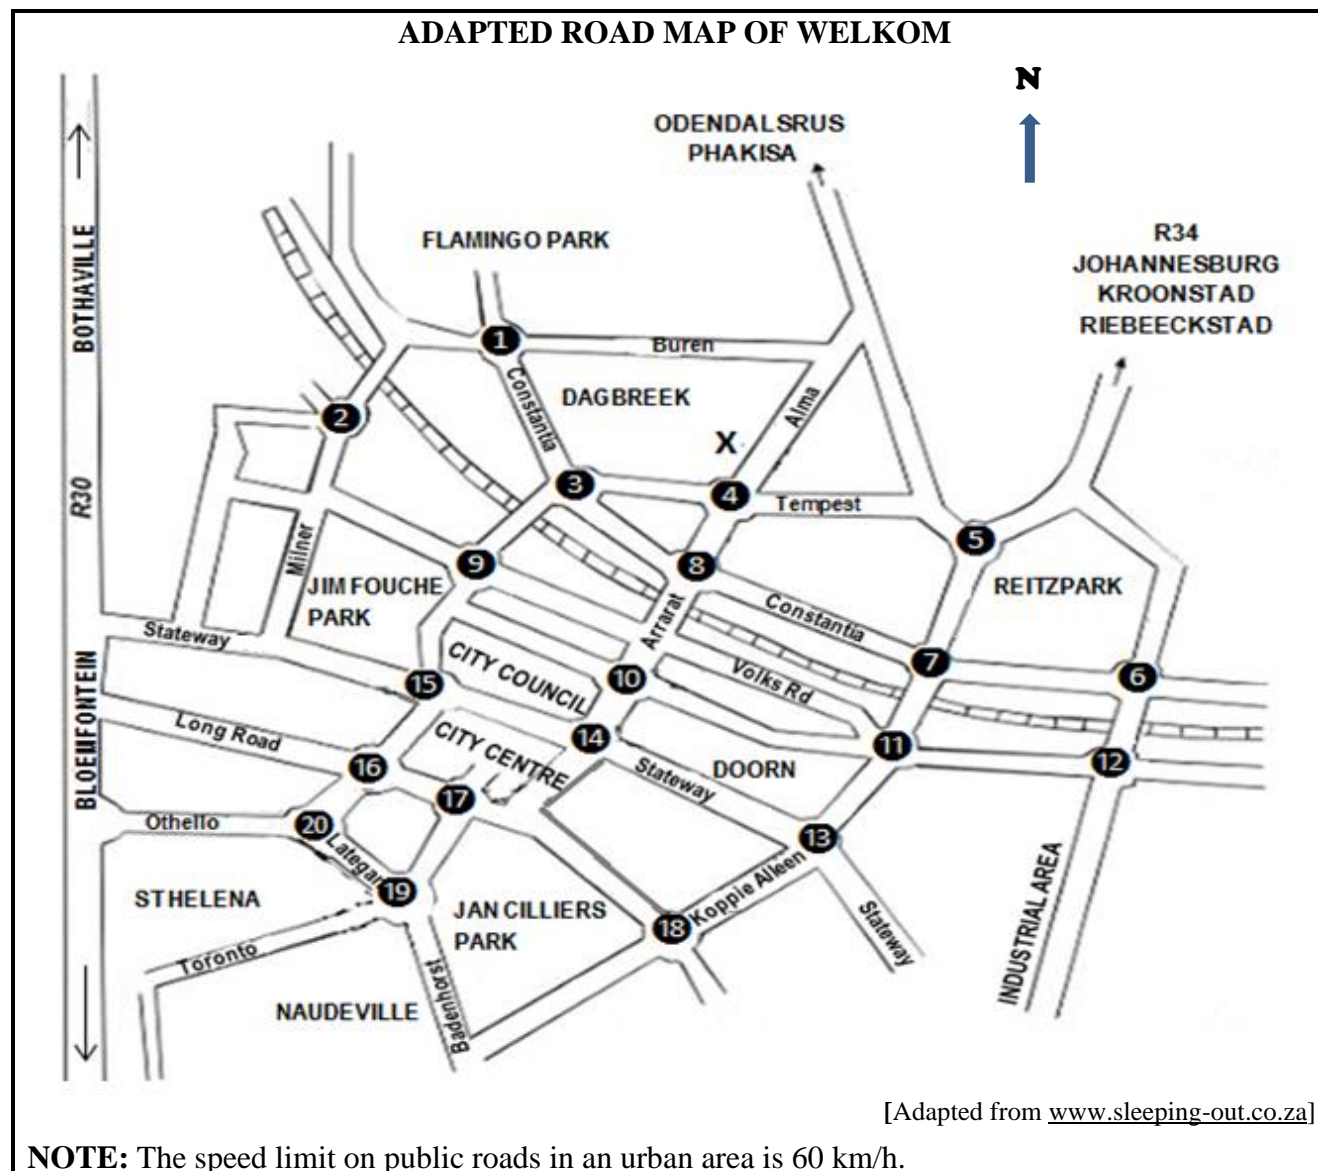 ADAPTED ROAD MAP OF WELKOM
N
ODENDALSRUS
PHAKISA
FLAMINGO PARK
R34
JOHANNESBURG
KROONSTAD
RIEBEECKSTAD
BOTHAVILLE
1
Buren
Constantia
DAGBREEK
Alma
2
X
R30
3
4
Tempest
5
Milner
9
8
REITZPARK
JIM FOUCHE
PARK
Constantia
Arrarat
Stateway
CITY COUNCIL
7
6
15
10
Volks Rd
BLOEMFONTEIN
Long Road
CITY CENTRE
14
11
DOORN
12
16
Stateway
17
Othello
20
13
Lategan
STHELENA
19
Koppie Alleen
JAN CILLIERS
PARK
18
Stateway
INDUSTRIAL AREA
Toronto
Badenhorst
NAUDEVILLE
[Adapted from www.sleeping-out.co.za]
NOTE: The speed limit on public roads in an urban area is 60 km/h.